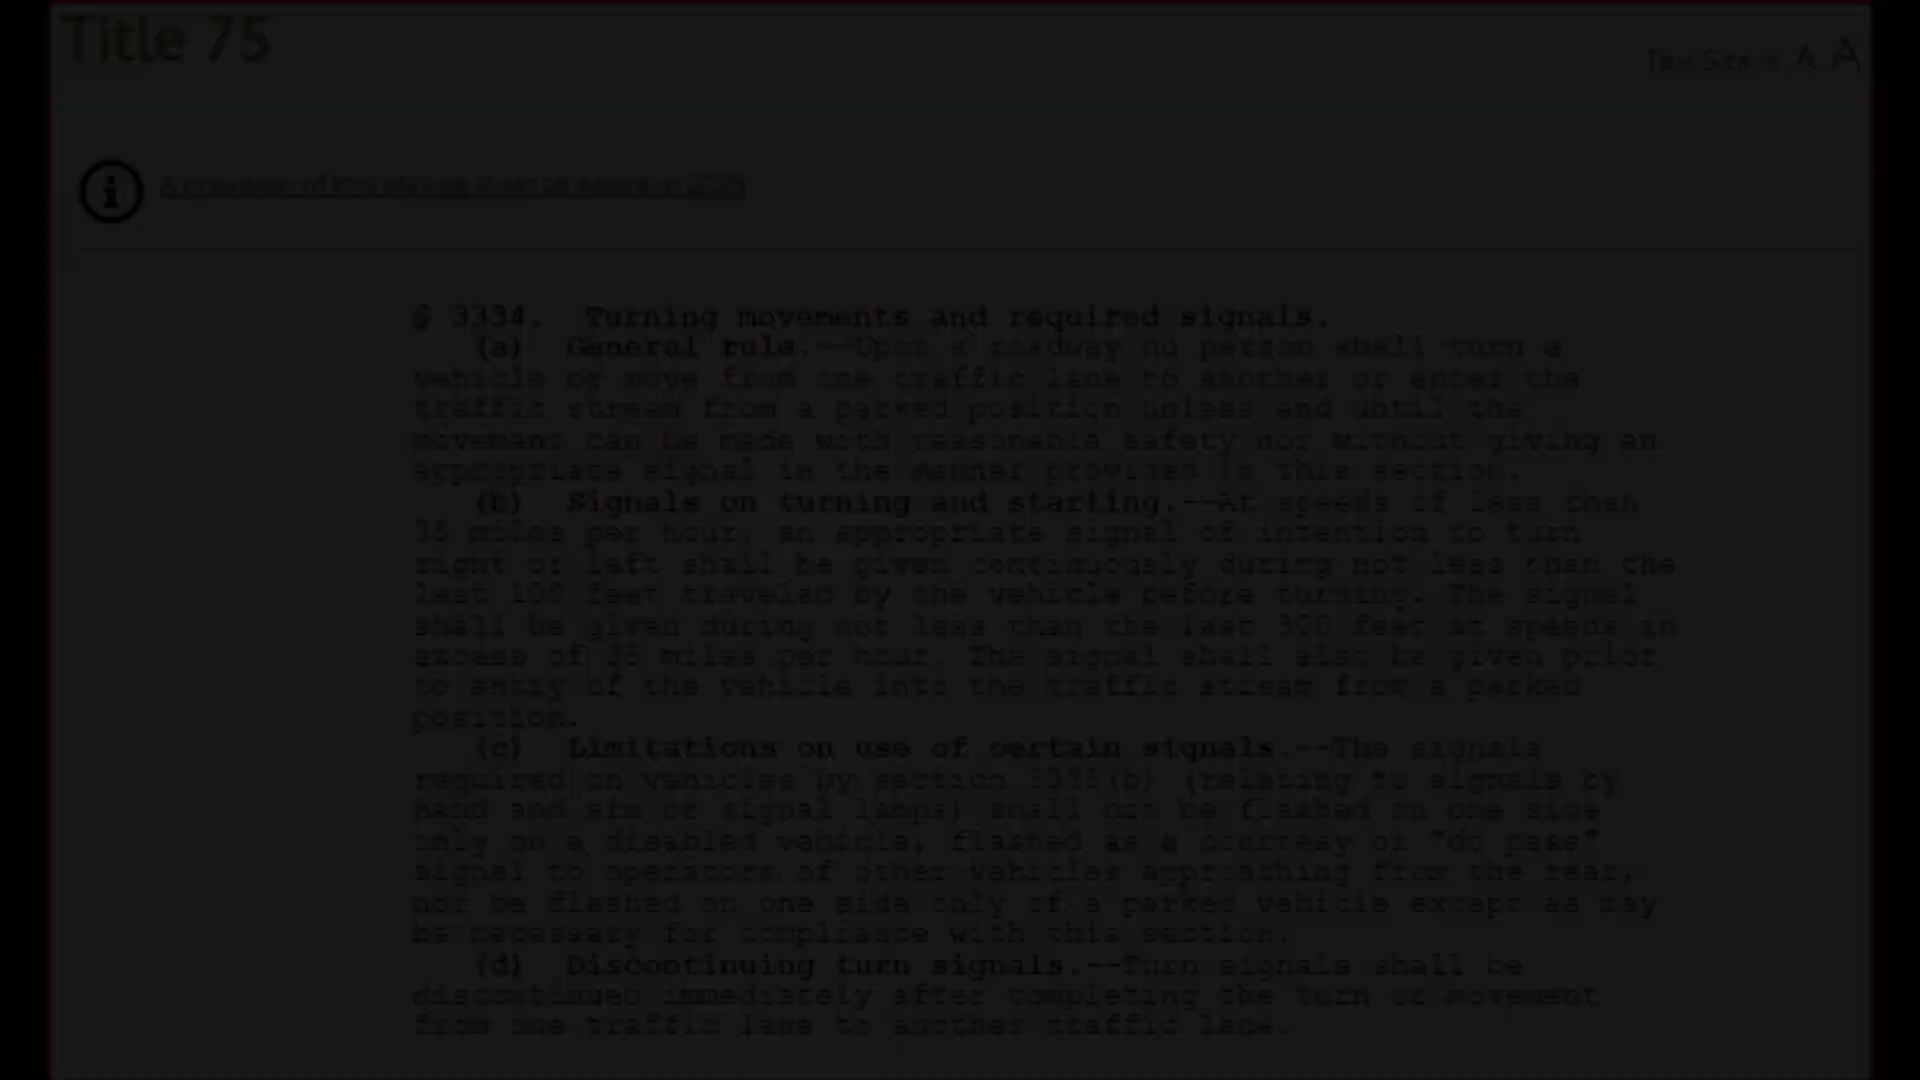 Title 75
Text Size: A A A
A provision of this statute is set to expire in 2026
§ 3334. Turning movements and required signals.
(a) General rule.--Upon a roadway no person shall turn a
vehicle or move from one traffic lane to another or enter the
traffic stream from a parked position unless and until the
movement can be made with reasonable safety nor without giving an
appropriate signal in the manner provided in this section.
(b) Signals on turning and starting.--At speeds of less than
35 miles per hour, an appropriate signal of intention to turn
right or left shall be given continuously during not less than the
last 100 feet traveled by the vehicle before turning. The signal
shall be given during not less than the last 300 feet at speeds in
excess of 35 miles per hour. The signal shall also be given prior
to entry of the vehicle into the traffic stream from a parked
position.
(c) Limitations on use of certain signals.--The signals
required on vehicles by section 3335(b) (relating to signals by
hand and arm or signal lamps) shall not be flashed on one side
only on a disabled vehicle, flashed as a courtesy or "do pass"
signal to operators of other vehicles approaching from the rear,
nor be flashed on one side only of a parked vehicle except as may
be necessary for compliance with this section.
(d) Discontinuing turn signals.--Turn signals shall be
discontinued immediately after completing the turn or movement
from one traffic lane to another traffic lane.